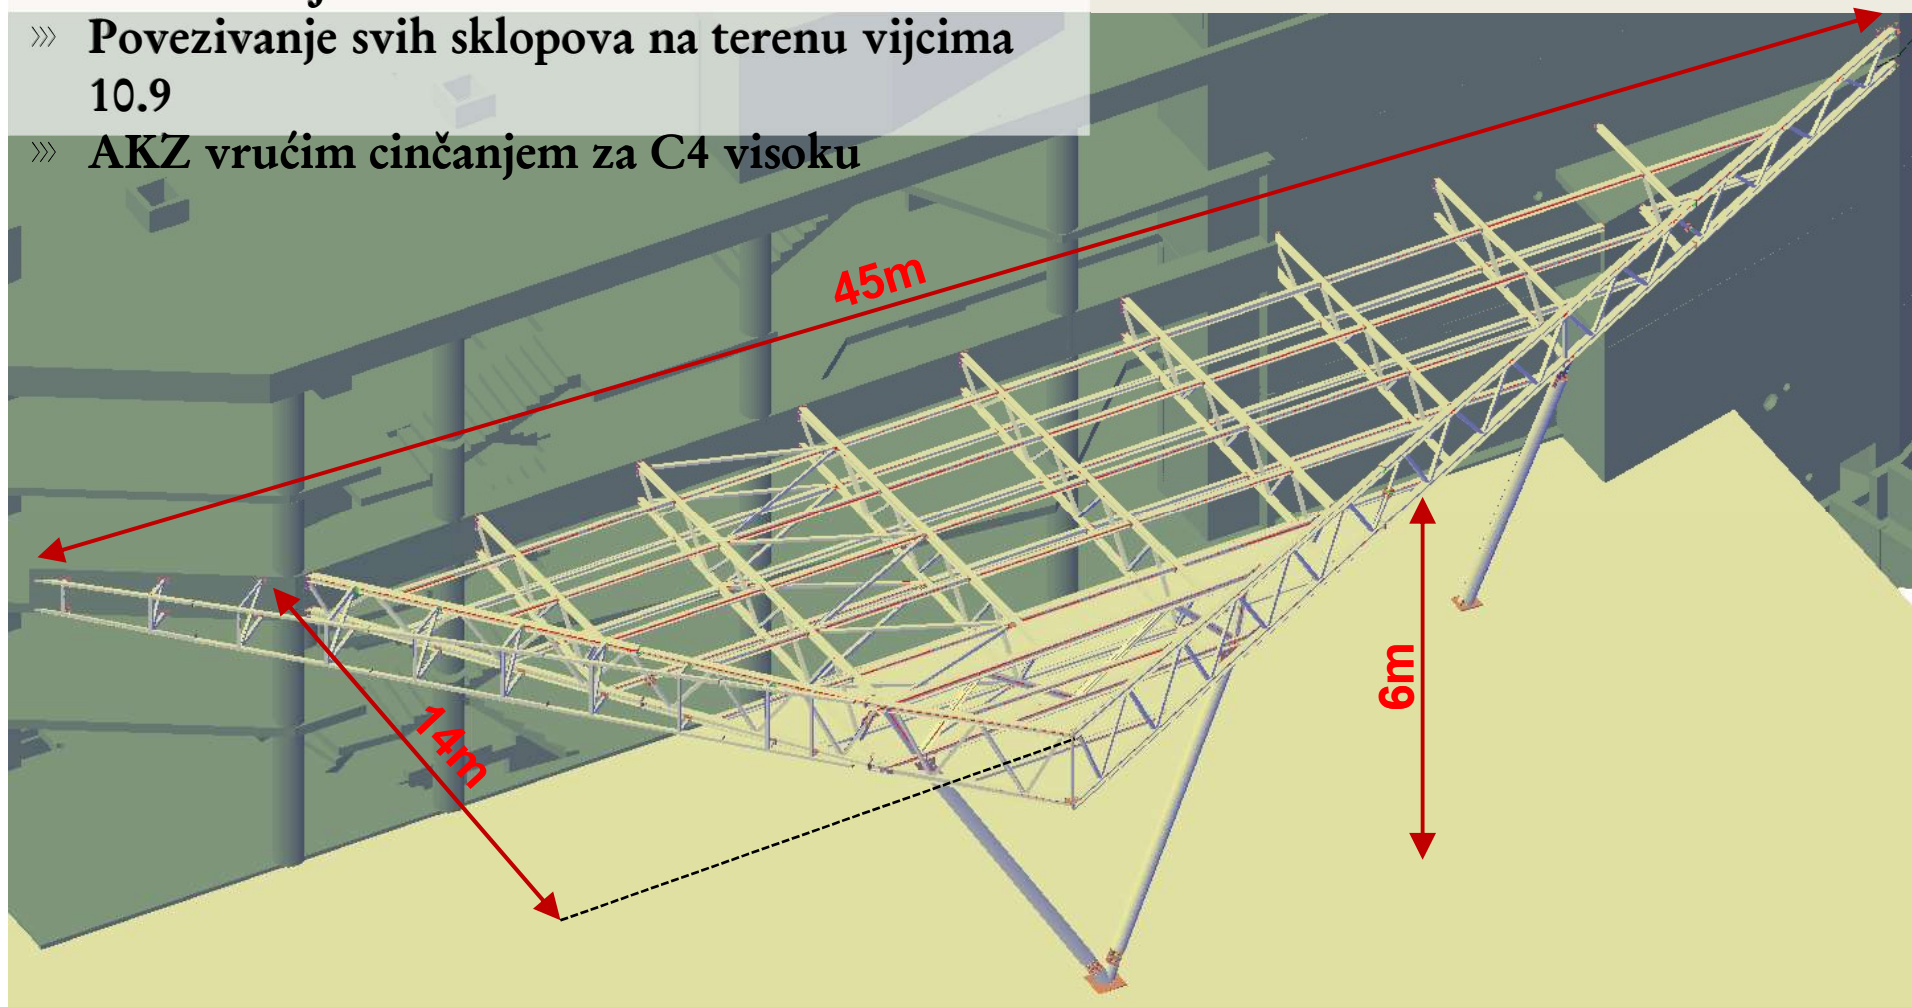 ››› Povezivanje svih sklopova na terenu vijcima
10.9
››› AKZ vrućim cinčanjem za C4 visoku
45m
14m
6m